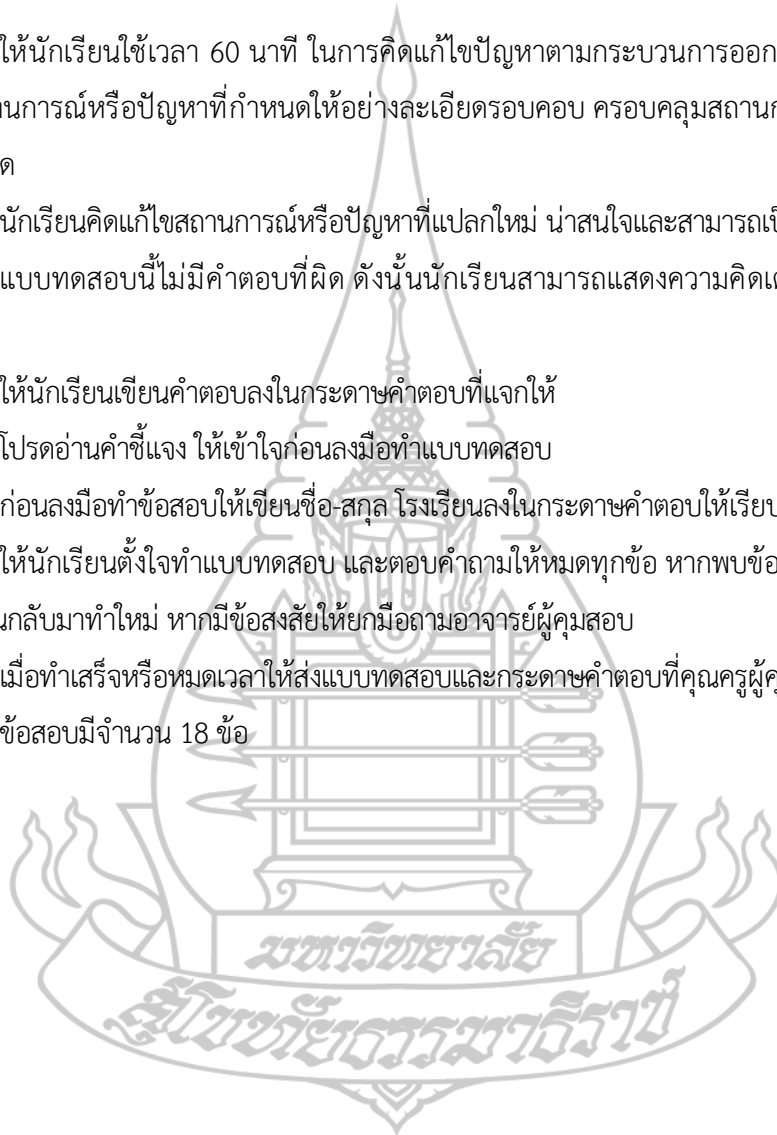 ให้นักเรียนใช้เวลา 60 นาที ในการคิดแก้ไขปัญหาตามกระบวนการออก
านการณ์หรือปัญหาที่กำหนดให้อย่างละเอียดรอบคอบ ครอบคลุมสถานก
ด
นักเรียนคิดแก้ไขสถานการณ์หรือปัญหาที่แปลกใหม่ น่าสนใจและสามารถเป็
แบบทดสอบนี้ไม่มีคำตอบที่ผิด ดังนั้นนักเรียนสามารถแสดงความคิดเ
ให้นักเรียนเขียนคำตอบลงในกระดาษคำตอบที่แจกให้
โปรดอ่านคำชี้แจง ให้เข้าใจก่อนลงมือทำแบบทดสอบ
ก่อนลงมือทำข้อสอบให้เขียนชื่อ-สกุล โรงเรียนลงในกระดาษคำตอบให้เรียบ
ให้นักเรียนตั้งใจทำแบบทดสอบ และตอบคำถามให้หมดทุกข้อ หากพบข้อ
นกลับมาทำใหม่ หากมีข้อสงสัยให้ยกมือถามอาจารย์ผู้คุมสอบ
เมื่อทำเสร็จหรือหมดเวลาให้ส่งแบบทดสอบและกระดาษคำตอบที่คุณครูผู้คุ
ข้อสอบมีจำนวน 18 ข้อ
มหาวิทยาลัย
สุโขทัยธรรมาธิราช